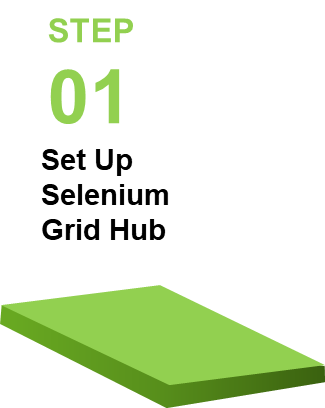 STEP
01
Set Up
Selenium
Grid Hub